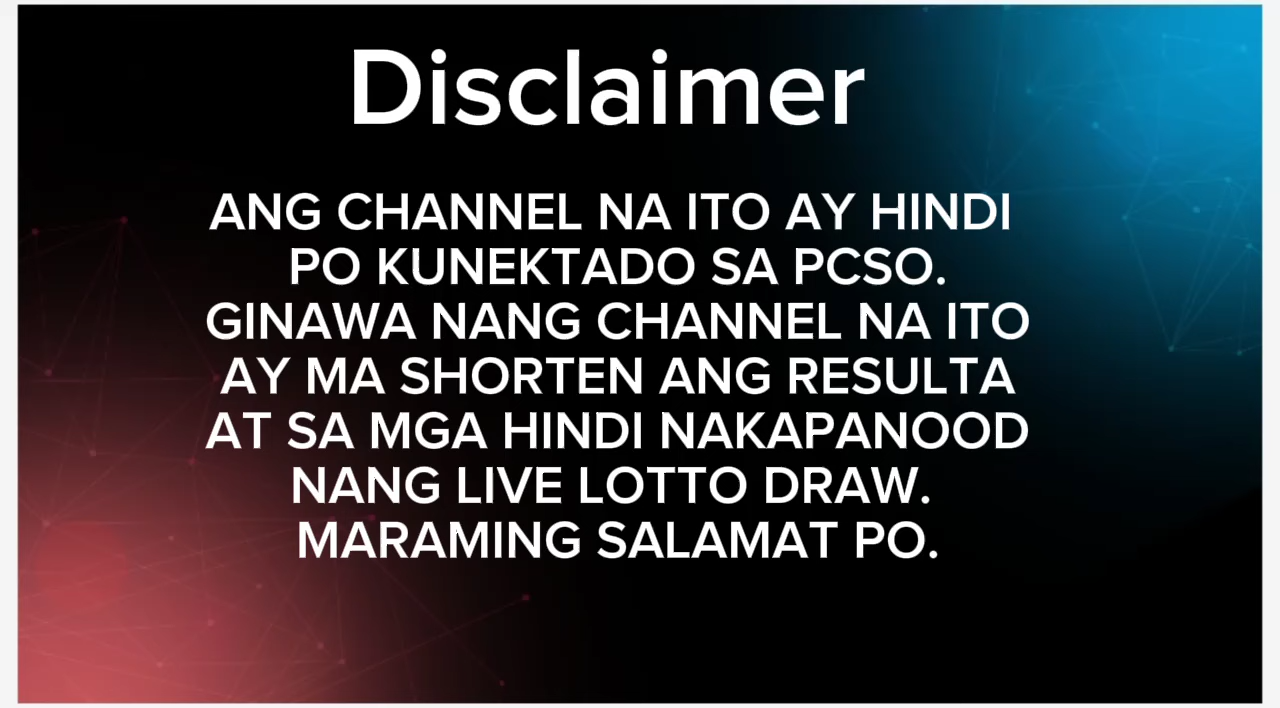 Disclaimer
ANG CHANNEL NA ITO AY HINDI
PO KUNEKTADO SA PCSO.
GINAWA NANG CHANNEL NA ITO
AY MA SHORTEN ANG RESULTA
AT SA MGA HINDI NAKAPANOOD
NANG LIVE LOTTO DRAW.
MARAMING SALAMAT PO.